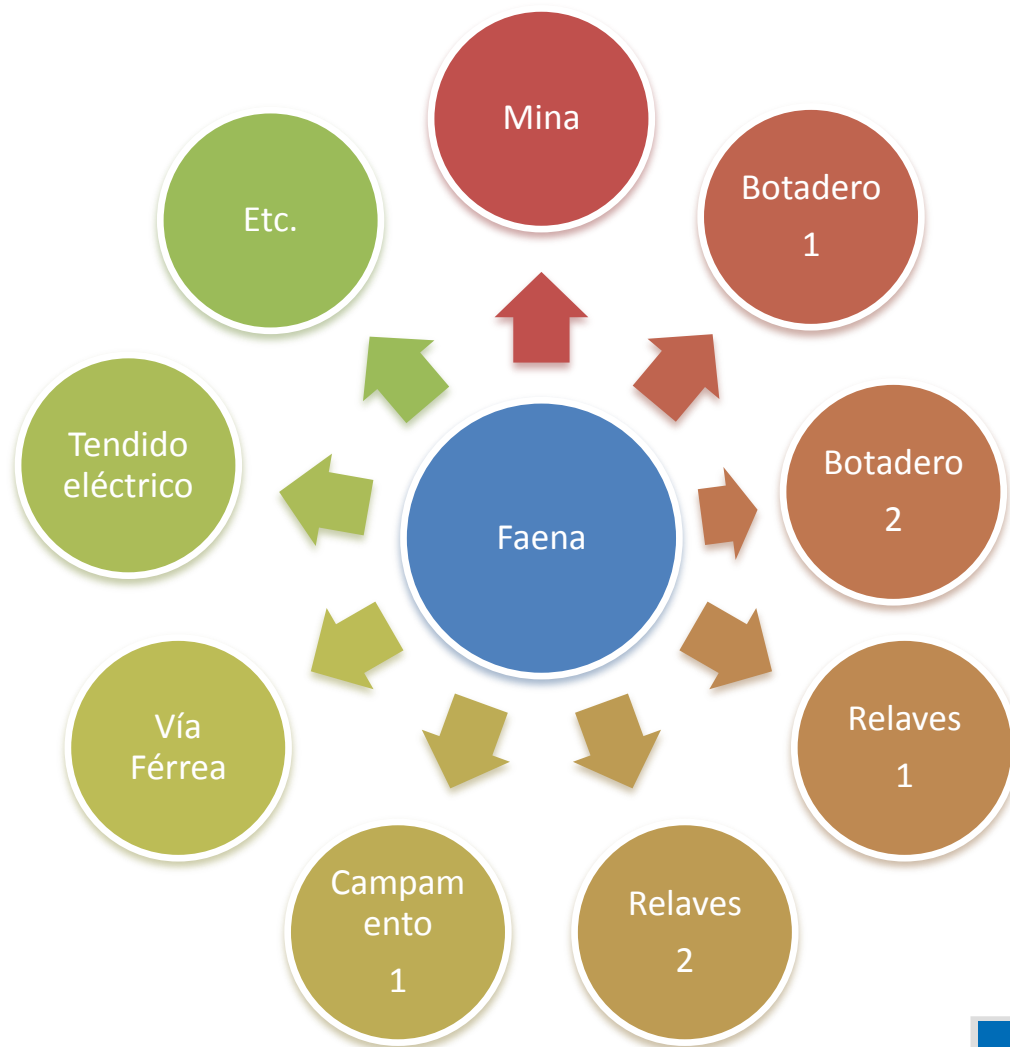 Mina
Botadero
1
Botadero
2
Relaves
1
Relaves
2
Campam
ento
1
Vía
Férrea
Tendido
eléctrico
Etc.
Faena